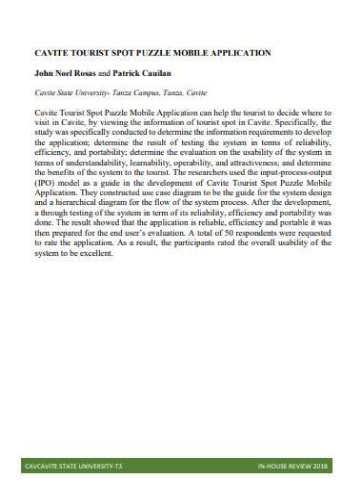 CAVITE TOURIST SPOT PUZZLE MOBILE APPLICATION
John Noel Rosas and Patrick Cauilan
Cavite State University- Tanza Campus, Tanza, Cavite
Cavite Tourist Spot Puzzle Mobile Application can help the tourist to decide where to
visit in Cavite, by viewing the information of tourist spot in Cavite. Specifically, the
study was specifically conducted to determine the information requirements to develop
the application; determine the result of testing the system in terms of reliability,
efficiency, and portability; determine the evaluation on the usability of the system in
terms of understability, learnability, operability, and attractiveness; and determine
the benefits of the system to the tourist. The researchers used the input-process-output
(IPO) model as a guide in the development of Cavite Tourist Spot Puzzle Mobile
Application. They constructed use case diagram to be the guide for the system design
and a hierarchical diagram for the flow of the system process. After the development,
a through testing of the system in term of its reliability, efficiency and portability was
done. The result showed that the application is reliable, efficient and portable it was
then prepared for the end user's evaluation. A total of 50 respondents were requested
to rate the application. As a result, the participants rated the overall usability of the
system to be excellent.
CAVCAVITE STATE UNIVERSITY-T3 IN-HOUSE REVIEW 2018